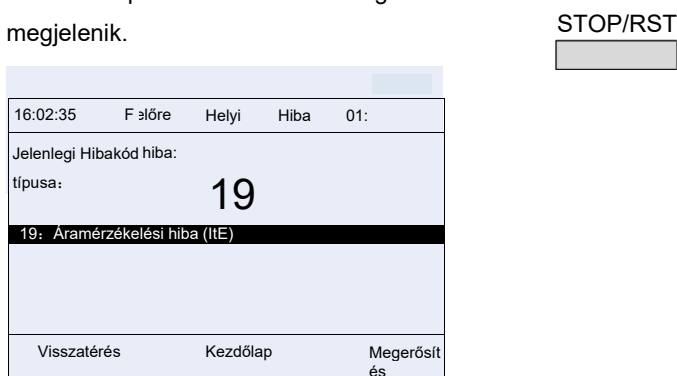 megjelenik.
STOP/RST
16:02:35 F előre Helyi Hiba 01:
Jelenlegi Hibakód hiba:
típusa:
19
19: Áramérzékelési hiba (ItE)
Visszatérés Kezdőlap Megerősít
és